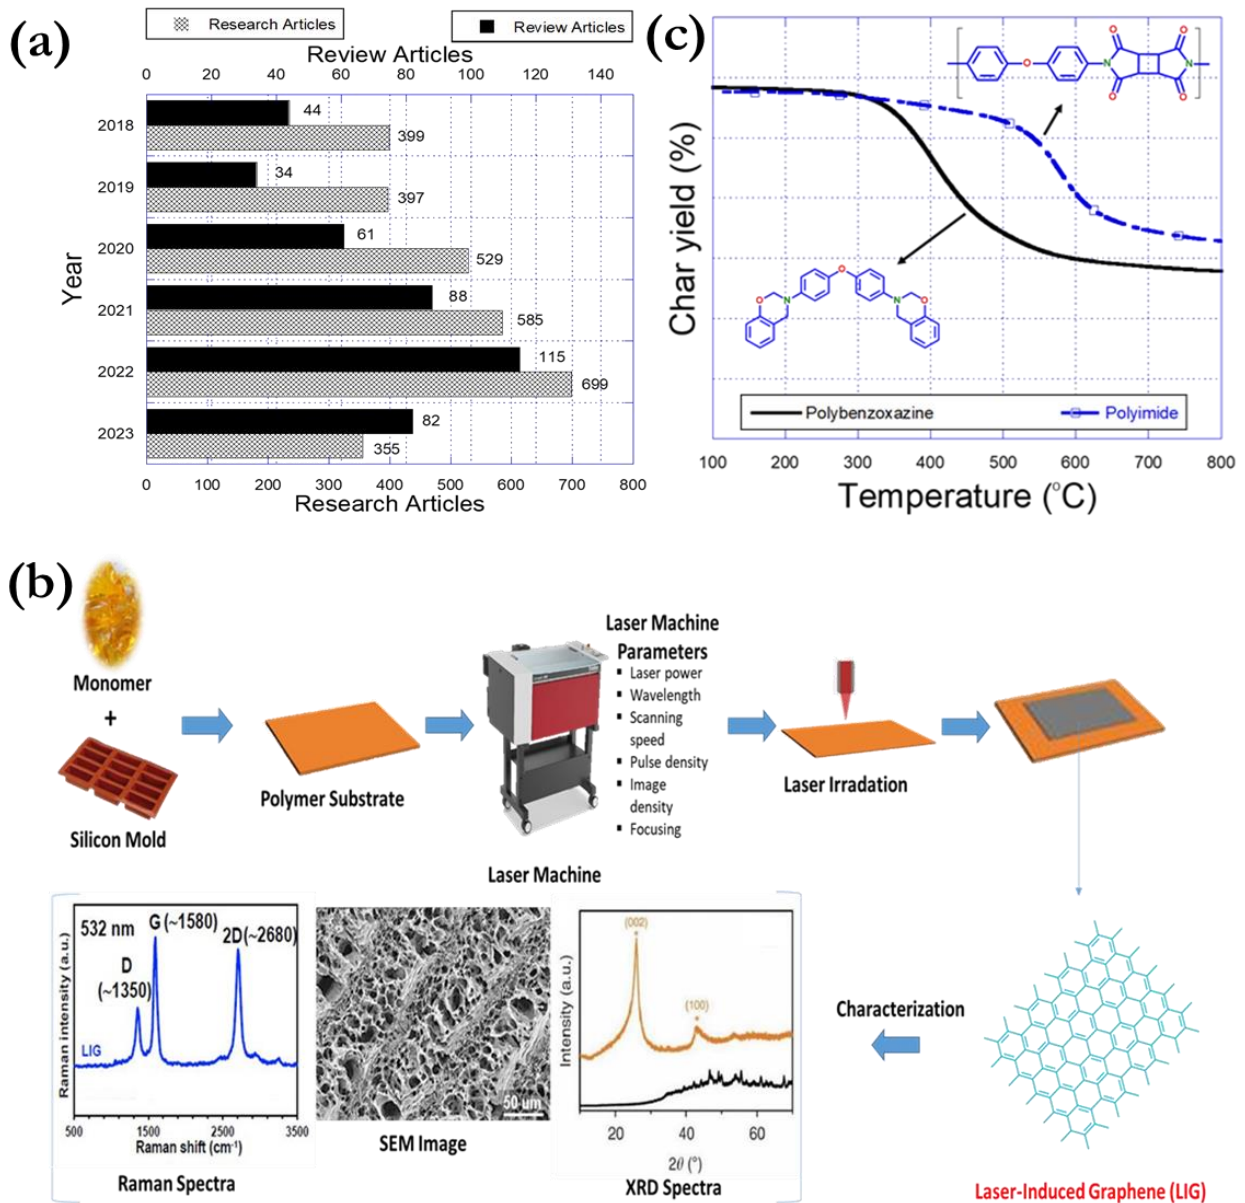 (a)
Research Articles
Review Articles
Review Articles
0 20 40 60 80 100 120 140
Year
2018
44
399
2019
34
397
2020
61
529
2021
88
585
2022
115
699
2023
82
355
0 100 200 300 400 500 600 700 800
Research Articles
(c)
Char yield (%)
O
N
O
O
N
O
O
O
N
O
N
O
Polybenzoxazine
Polyimide
100 200 300 400 500 600 700 800
Temperature (°C)
(b)
Monomer
+
Silicon Mold
Polymer Substrate
Laser Machine
Laser Machine
Parameters
▪ Laser power
▪ Wavelength
▪ Scanning
speed
▪ Pulse density
▪ Image
density
▪ Focusing
Laser Irradation
Laser-Induced Graphene (LIG)
Characterization
Raman intensity (a.u.)
532 nm
G (~1580)
2D(~2680)
D
(~1350)
LIG
500 1500 2500 3500
Raman shift (cm⁻¹)
Raman Spectra
50 um
SEM Image
Intensity (a.u.)
(002)
*
(100)
*
20 40 60
2θ (°)
XRD Spectra